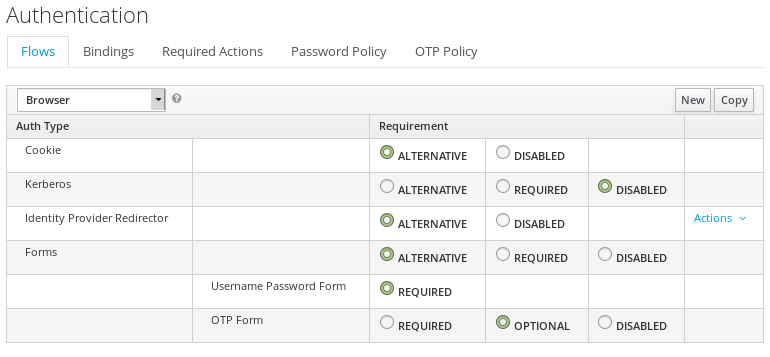 Authentication
Flows Bindings Required Actions Password Policy OTP Policy
Browser New Copy
Auth Type Requirement
Cookie ALTERNATIVE DISABLED
Kerberos ALTERNATIVE REQUIRED DISABLED
Identity Provider Redirector ALTERNATIVE DISABLED Actions
Forms ALTERNATIVE REQUIRED DISABLED
Username Password Form REQUIRED
OTP Form REQUIRED OPTIONAL DISABLED